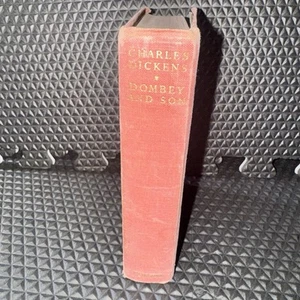 CHARLES
DICKENS
DOMBEY
AND SON